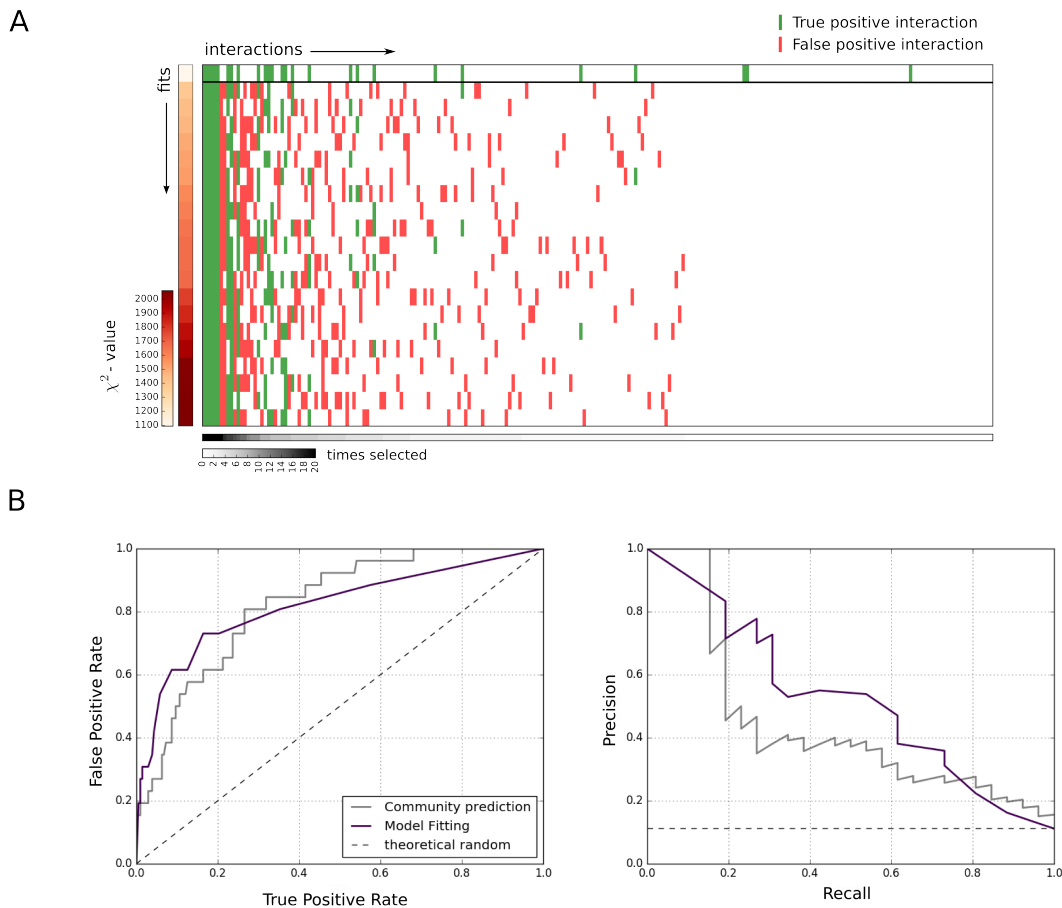 A
True positive interaction
False positive interaction
interactions
fits
χ² - value
2000
1900
1800
1700
1600
1500
1400
1300
1200
1100
0 2 4 6 8 10 12 14 16 18 20
times selected
B
1.0
0.8
0.6
0.4
0.2
0.0
False Positive Rate
Community prediction
Model Fitting
theoretical random
0.0 0.2 0.4 0.6 0.8 1.0
True Positive Rate
1.0
0.8
0.6
0.4
0.2
0.0
Precision
0.0 0.2 0.4 0.6 0.8 1.0
Recall